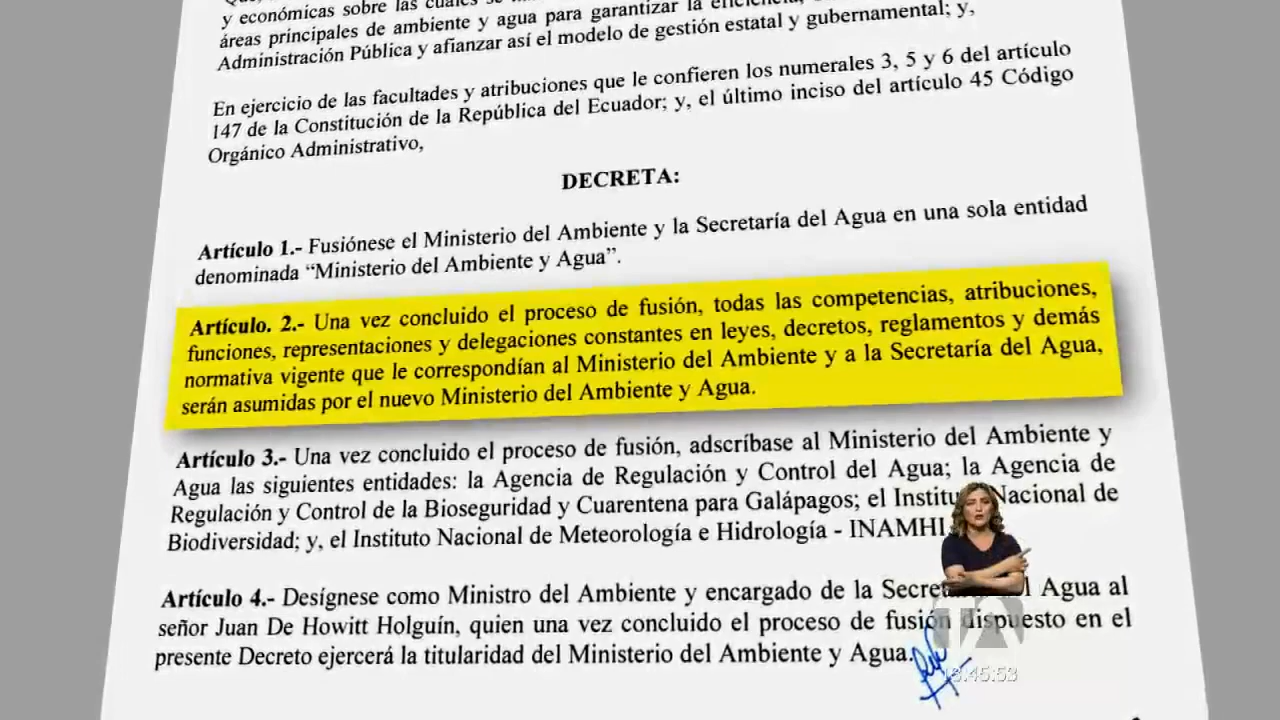 y económicas sobre las cuales se
áreas principales de ambiente y agua para garantizar la eficiencia,
Administración Pública y afianzar así el modelo de gestión estatal y gubernamental; y,
En ejercicio de las facultades y atribuciones que le confieren los numerales 3, 5 y 6 del artículo
147 de la Constitución de la República del Ecuador; y, el último inciso del artículo 45 Código
Orgánico Administrativo,
DECRETA:
Artículo 1.- Fusiónese el Ministerio del Ambiente y la Secretaría del Agua en una sola entidad
denominada “Ministerio del Ambiente y Agua”.
Artículo. 2.- Una vez concluido el proceso de fusión, todas las competencias, atribuciones,
funciones, representaciones y delegaciones constantes en leyes, decretos, reglamentos y demás
normativa vigente que le correspondían al Ministerio del Ambiente y a la Secretaría del Agua,
serán asumidas por el nuevo Ministerio del Ambiente y Agua.
Artículo 3.- Una vez concluido el proceso de fusión, adscríbase al Ministerio del Ambiente y
Agua las siguientes entidades: la Agencia de Regulación y Control del Agua; la Agencia de
Regulación y Control de la Bioseguridad y Cuarentena para Galápagos; el Institu Nacional de
Biodiversidad; y, el Instituto Nacional de Meteorología e Hidrología - INAMHI.
Artículo 4.- Desígnese como Ministro del Ambiente y encargado de la Secre l Agua al
señor Juan De Howitt Holguín, quien una vez concluido el proceso de fusión dispuesto en el
presente Decreto ejercerá la titularidad del Ministerio del Ambiente y Agua.
:45:53